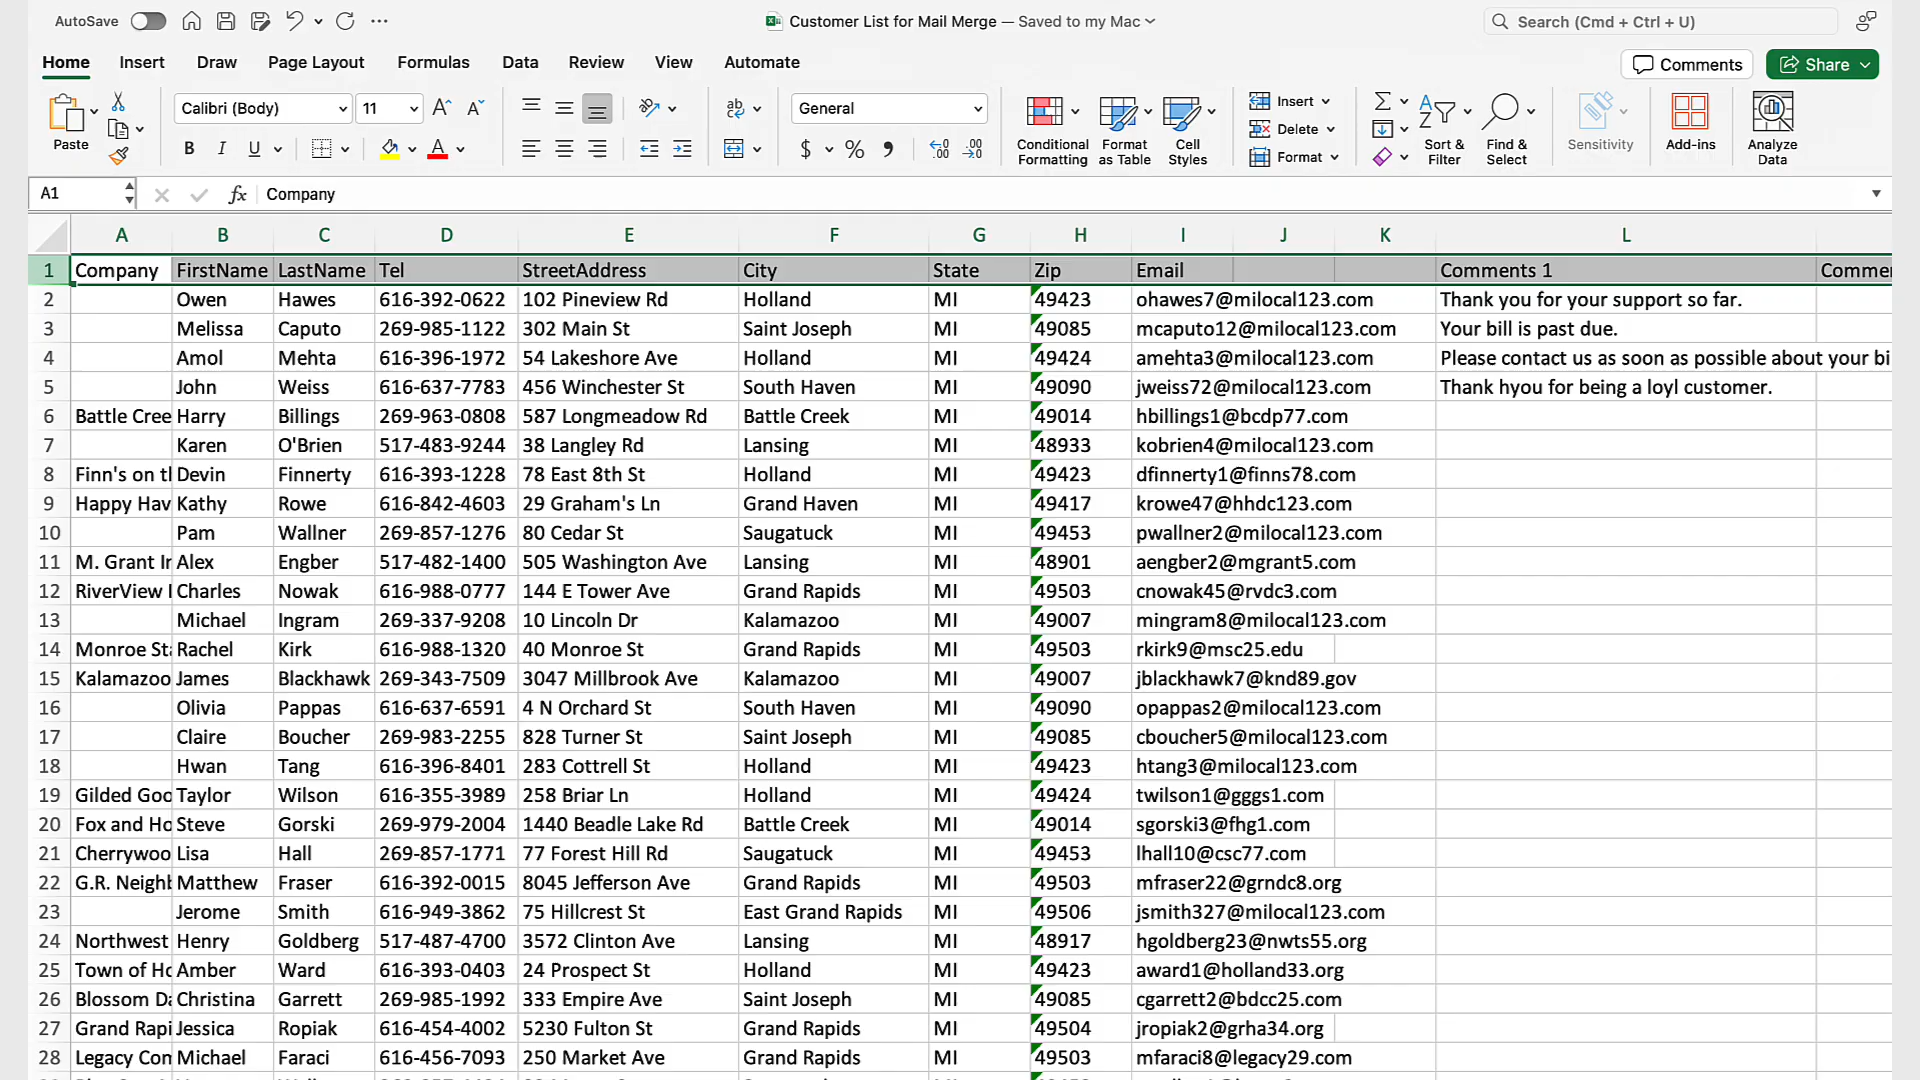 AutoSave
Customer List for Mail Merge — Saved to my Mac
Search (Cmd + Ctrl + U)
Home Insert Draw Page Layout Formulas Data Review View Automate
Comments Share
Paste
Calibri (Body) 11
B I U
ab
General
$ % 9
Conditional Formatting
Format as Table
Cell Styles
Insert
Delete
Format
Sort & Filter
Find & Select
Sensitivity
Add-ins
Analyze Data
A1 fx Company
A B C D E F G H I J K L
1 Company FirstName LastName Tel StreetAddress City State Zip Email Comments 1
2 Owen Hawes 616-392-0622 102 Pineview Rd Holland MI 49423 ohawes7@milocal123.com Thank you for your support so far.
3 Melissa Caputo 269-985-1122 302 Main St Saint Joseph MI 49085 mcaputo12@milocal123.com Your bill is past due.
4 Amol Mehta 616-396-1972 54 Lakeshore Ave Holland MI 49424 amehta3@milocal123.com Please contact us as soon as possible about your bi
5 John Weiss 616-637-7783 456 Winchester St South Haven MI 49090 jweiss72@milocal123.com Thank hyou for being a loyl customer.
6 Battle Cree Harry Billings 269-963-0808 587 Longmeadow Rd Battle Creek MI 49014 hbillings1@bcdp77.com
7 Karen O'Brien 517-483-9244 38 Langley Rd Lansing MI 48933 kobrien4@milocal123.com
8 Finn's on th Devin Finnerty 616-393-1228 78 East 8th St Holland MI 49423 dfinnerty1@finns78.com
9 Happy Hav Kathy Rowe 616-842-4603 29 Graham's Ln Grand Haven MI 49417 krowe47@hhdc123.com
10 Pam Wallner 269-857-1276 80 Cedar St Saugatuck MI 49453 pwallner2@milocal123.com
11 M. Grant In Alex Engber 517-482-1400 505 Washington Ave Lansing MI 48901 aengber2@mgrant5.com
12 RiverView Charles Nowak 616-988-0777 144 E Tower Ave Grand Rapids MI 49503 cnowak45@rvdc3.com
13 Michael Ingram 269-337-9208 10 Lincoln Dr Kalamazoo MI 49007 mingram8@milocal123.com
14 Monroe Sta Rachel Kirk 616-988-1320 40 Monroe St Grand Rapids MI 49503 rkirk9@msc25.edu
15 Kalamazoo James Blackhawk 269-343-7509 3047 Millbrook Ave Kalamazoo MI 49007 jblackhawk7@knd89.gov
16 Olivia Pappas 616-637-6591 4 N Orchard St South Haven MI 49090 opappas2@milocal123.com
17 Claire Boucher 269-983-2255 828 Turner St Saint Joseph MI 49085 cboucher5@milocal123.com
18 Hwan Tang 616-396-8401 283 Cottrell St Holland MI 49423 htang3@milocal123.com
19 Gilded Goo Taylor Wilson 616-355-3989 258 Briar Ln Holland MI 49424 twilson1@gggs1.com
20 Fox and Ho Steve Gorski 269-979-2004 1440 Beadle Lake Rd Battle Creek MI 49014 sgorski3@fhg1.com
21 Cherrywoo Lisa Hall 269-857-1771 77 Forest Hill Rd Saugatuck MI 49453 lhall10@csc77.com
22 G.R. Neighb Matthew Fraser 616-392-0015 8045 Jefferson Ave Grand Rapids MI 49503 mfraser22@grndc8.org
23 Jerome Smith 616-949-3862 75 Hillcrest St East Grand Rapids MI 49506 jsmith327@milocal123.com
24 Northwest Henry Goldberg 517-487-4700 3572 Clinton Ave Lansing MI 48917 hgoldberg23@nwts55.org
25 Town of Ho Amber Ward 616-393-0403 24 Prospect St Holland MI 49423 award1@holland33.org
26 Blossom Da Christina Garrett 269-985-1992 333 Empire Ave Saint Joseph MI 49085 cgarrett2@bdcc25.com
27 Grand Rapi Jessica Ropiak 616-454-4002 5230 Fulton St Grand Rapids MI 49504 jropiak2@grha34.org
28 Legacy Com Michael Faraci 616-456-7093 250 Market Ave Grand Rapids MI 49503 mfaraci8@legacy29.com